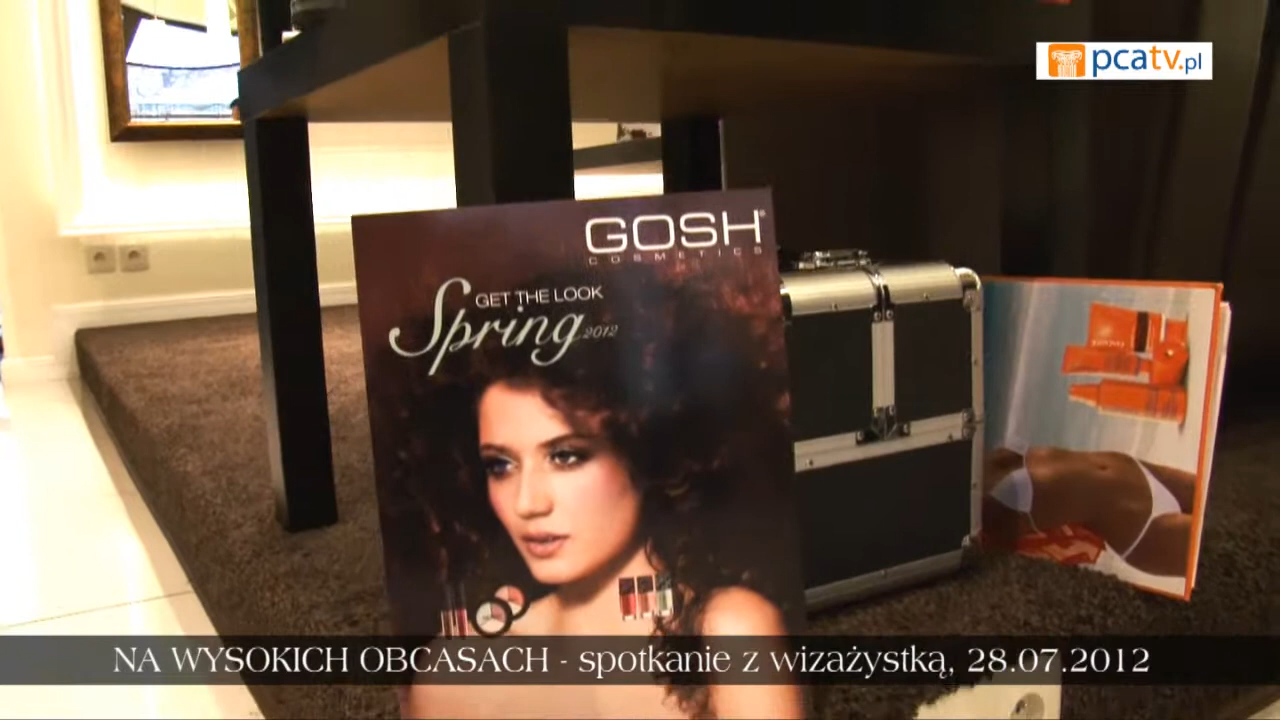 pcatv.pl
GOSH
COSMETICS
GET THE LOOK
Spring 2012
NA WYSOKICH OBCASACH - spotkanie z wizażystką, 28.07.2012